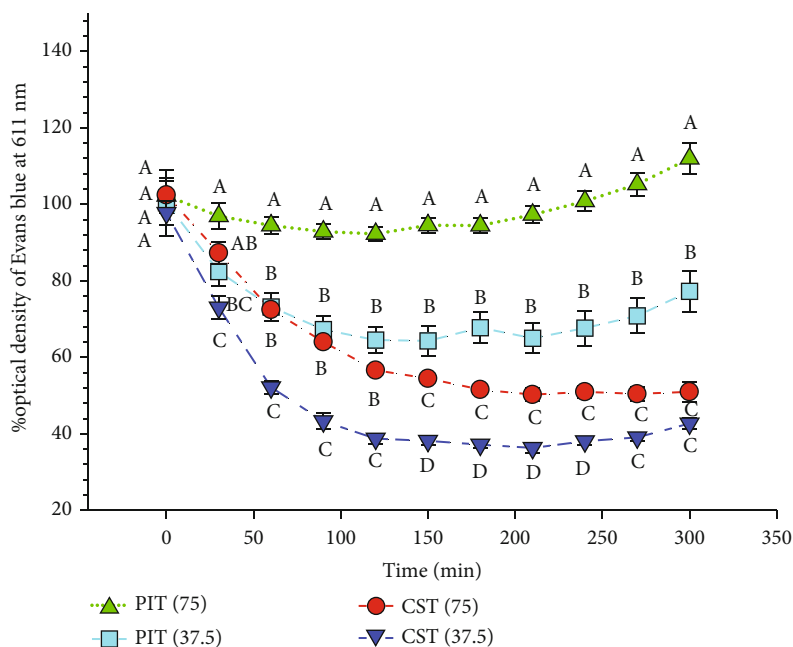 %optical density of Evans blue at 611 nm
140
120
100
80
60
40
20
A
A
A
A
A
A
A
A
A
A
A
A
A
A
AB
BC
C
B
B
C
B
B
C
B
B
C
B
C
D
B
C
D
B
C
D
B
C
D
B
C
C
B
C
C
0
50
100
150
200
250
300
350
Time (min)
PIT (75)
CST (75)
PIT (37.5)
CST (37.5)